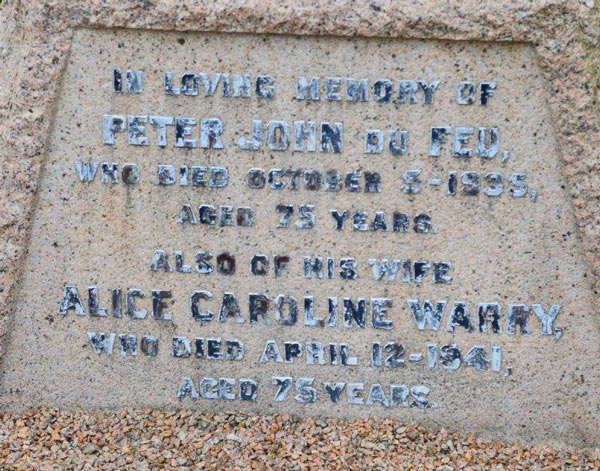 IN LOVING MEMORY OF
PETER JOHN DU FEU,
WHO DIED OCTOBER 5-1935,
AGED 75 YEARS.
ALSO OF HIS WIFE
ALICE CAROLINE WARRY,
WHO DIED APRIL 12-1941,
AGED 75 YEARS.